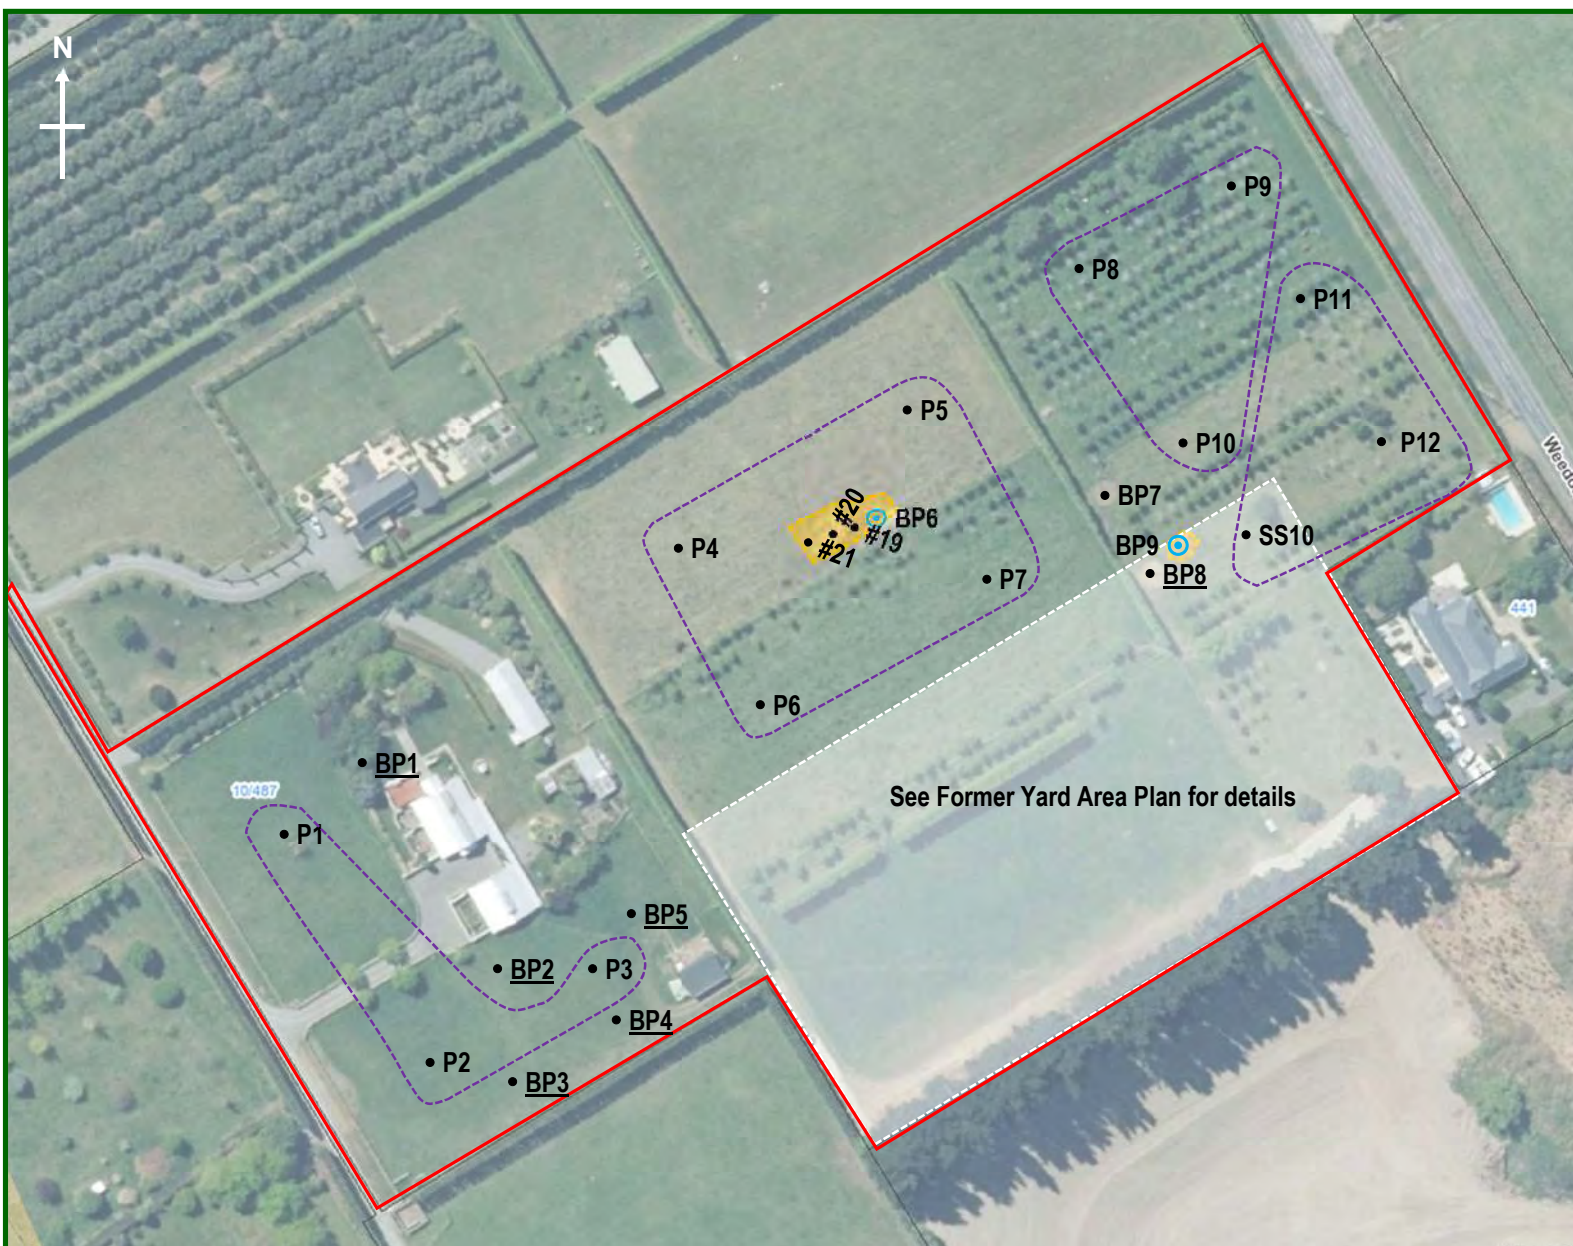 N
P9
P8
P11
P5
P10
P12
Weedo
BP7
#20
BP6
SS10
#19
BP9
P4
#21
BP8
P7
441
P6
BP1
10/487
See Former Yard Area Plan for details
P1
BP5
BP2
P3
BP4
P2
BP3